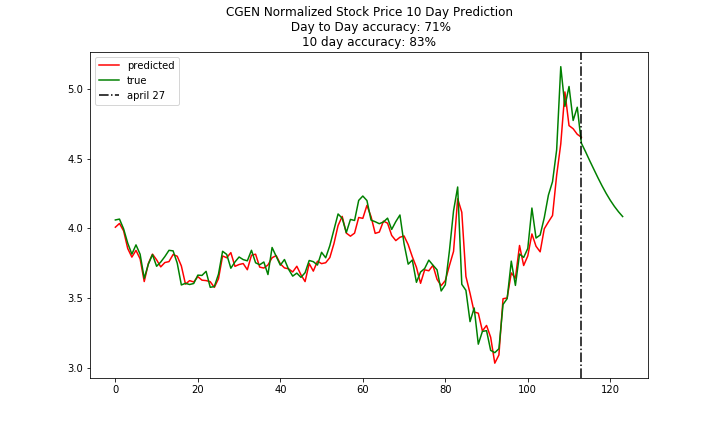 CGEN Normalized Stock Price 10 Day Prediction
Day to Day accuracy: 71%
10 day accuracy: 83%
predicted
true
april 27
5.0
4.5
4.0
3.5
3.0
0 20 40 60 80 100 120